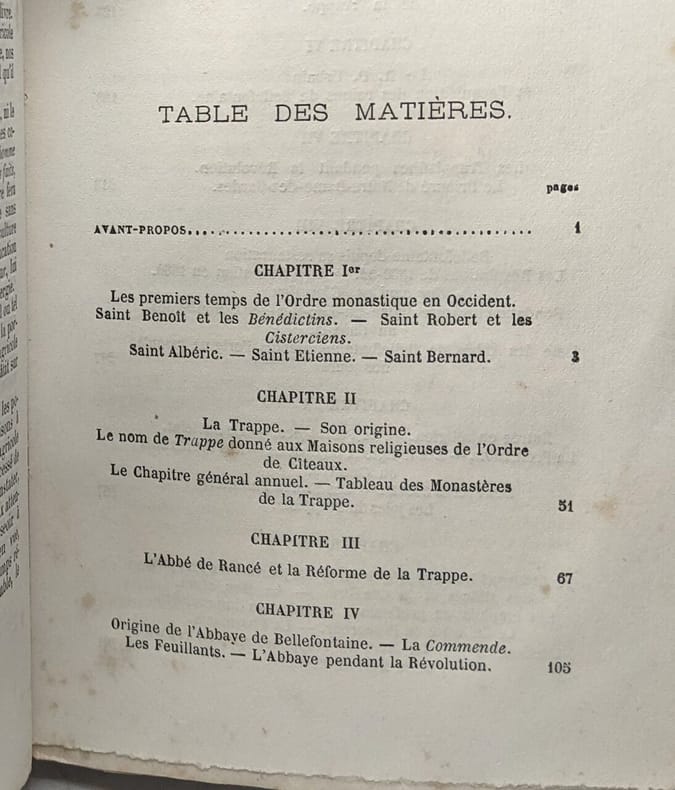 TABLE DES MATIÈRES.
pages
AVANT-PROPOS........................................ 1
CHAPITRE Ier
Les premiers temps de l'Ordre monastique en Occident.
Saint Benoît et les Bénédictins. — Saint Robert et les
Cisterciens.
Saint Albéric. — Saint Etienne. — Saint Bernard. 3
CHAPITRE II
La Trappe. — Son origine.
Le nom de Trappe donné aux Maisons religieuses de l'Ordre
de Citeaux.
Le Chapitre général annuel. — Tableau des Monastères
de la Trappe. 51
CHAPITRE III
L'Abbé de Rancé et la Réforme de la Trappe. 67
CHAPITRE IV
Origine de l'Abbaye de Bellefontaine. — La Commende.
Les Feuillants. — L'Abbaye pendant la Révolution. 105